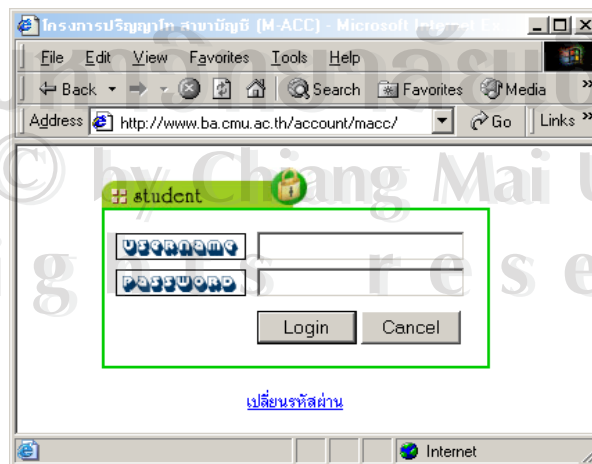 โครงการปริญญาโท สาขาบัญชี (M-ACC) - Microsoft Internet Ex
File Edit View Favorites Tools Help
Back Search Favorites Media »
Address http://www.ba.cmu.ac.th/account/macc/ Go Links »
© by Chiang Mai U
student
USERNAME
PASSWORD
g h t s r e s e
Login Cancel
เปลี่ยนรหัสผ่าน
Internet